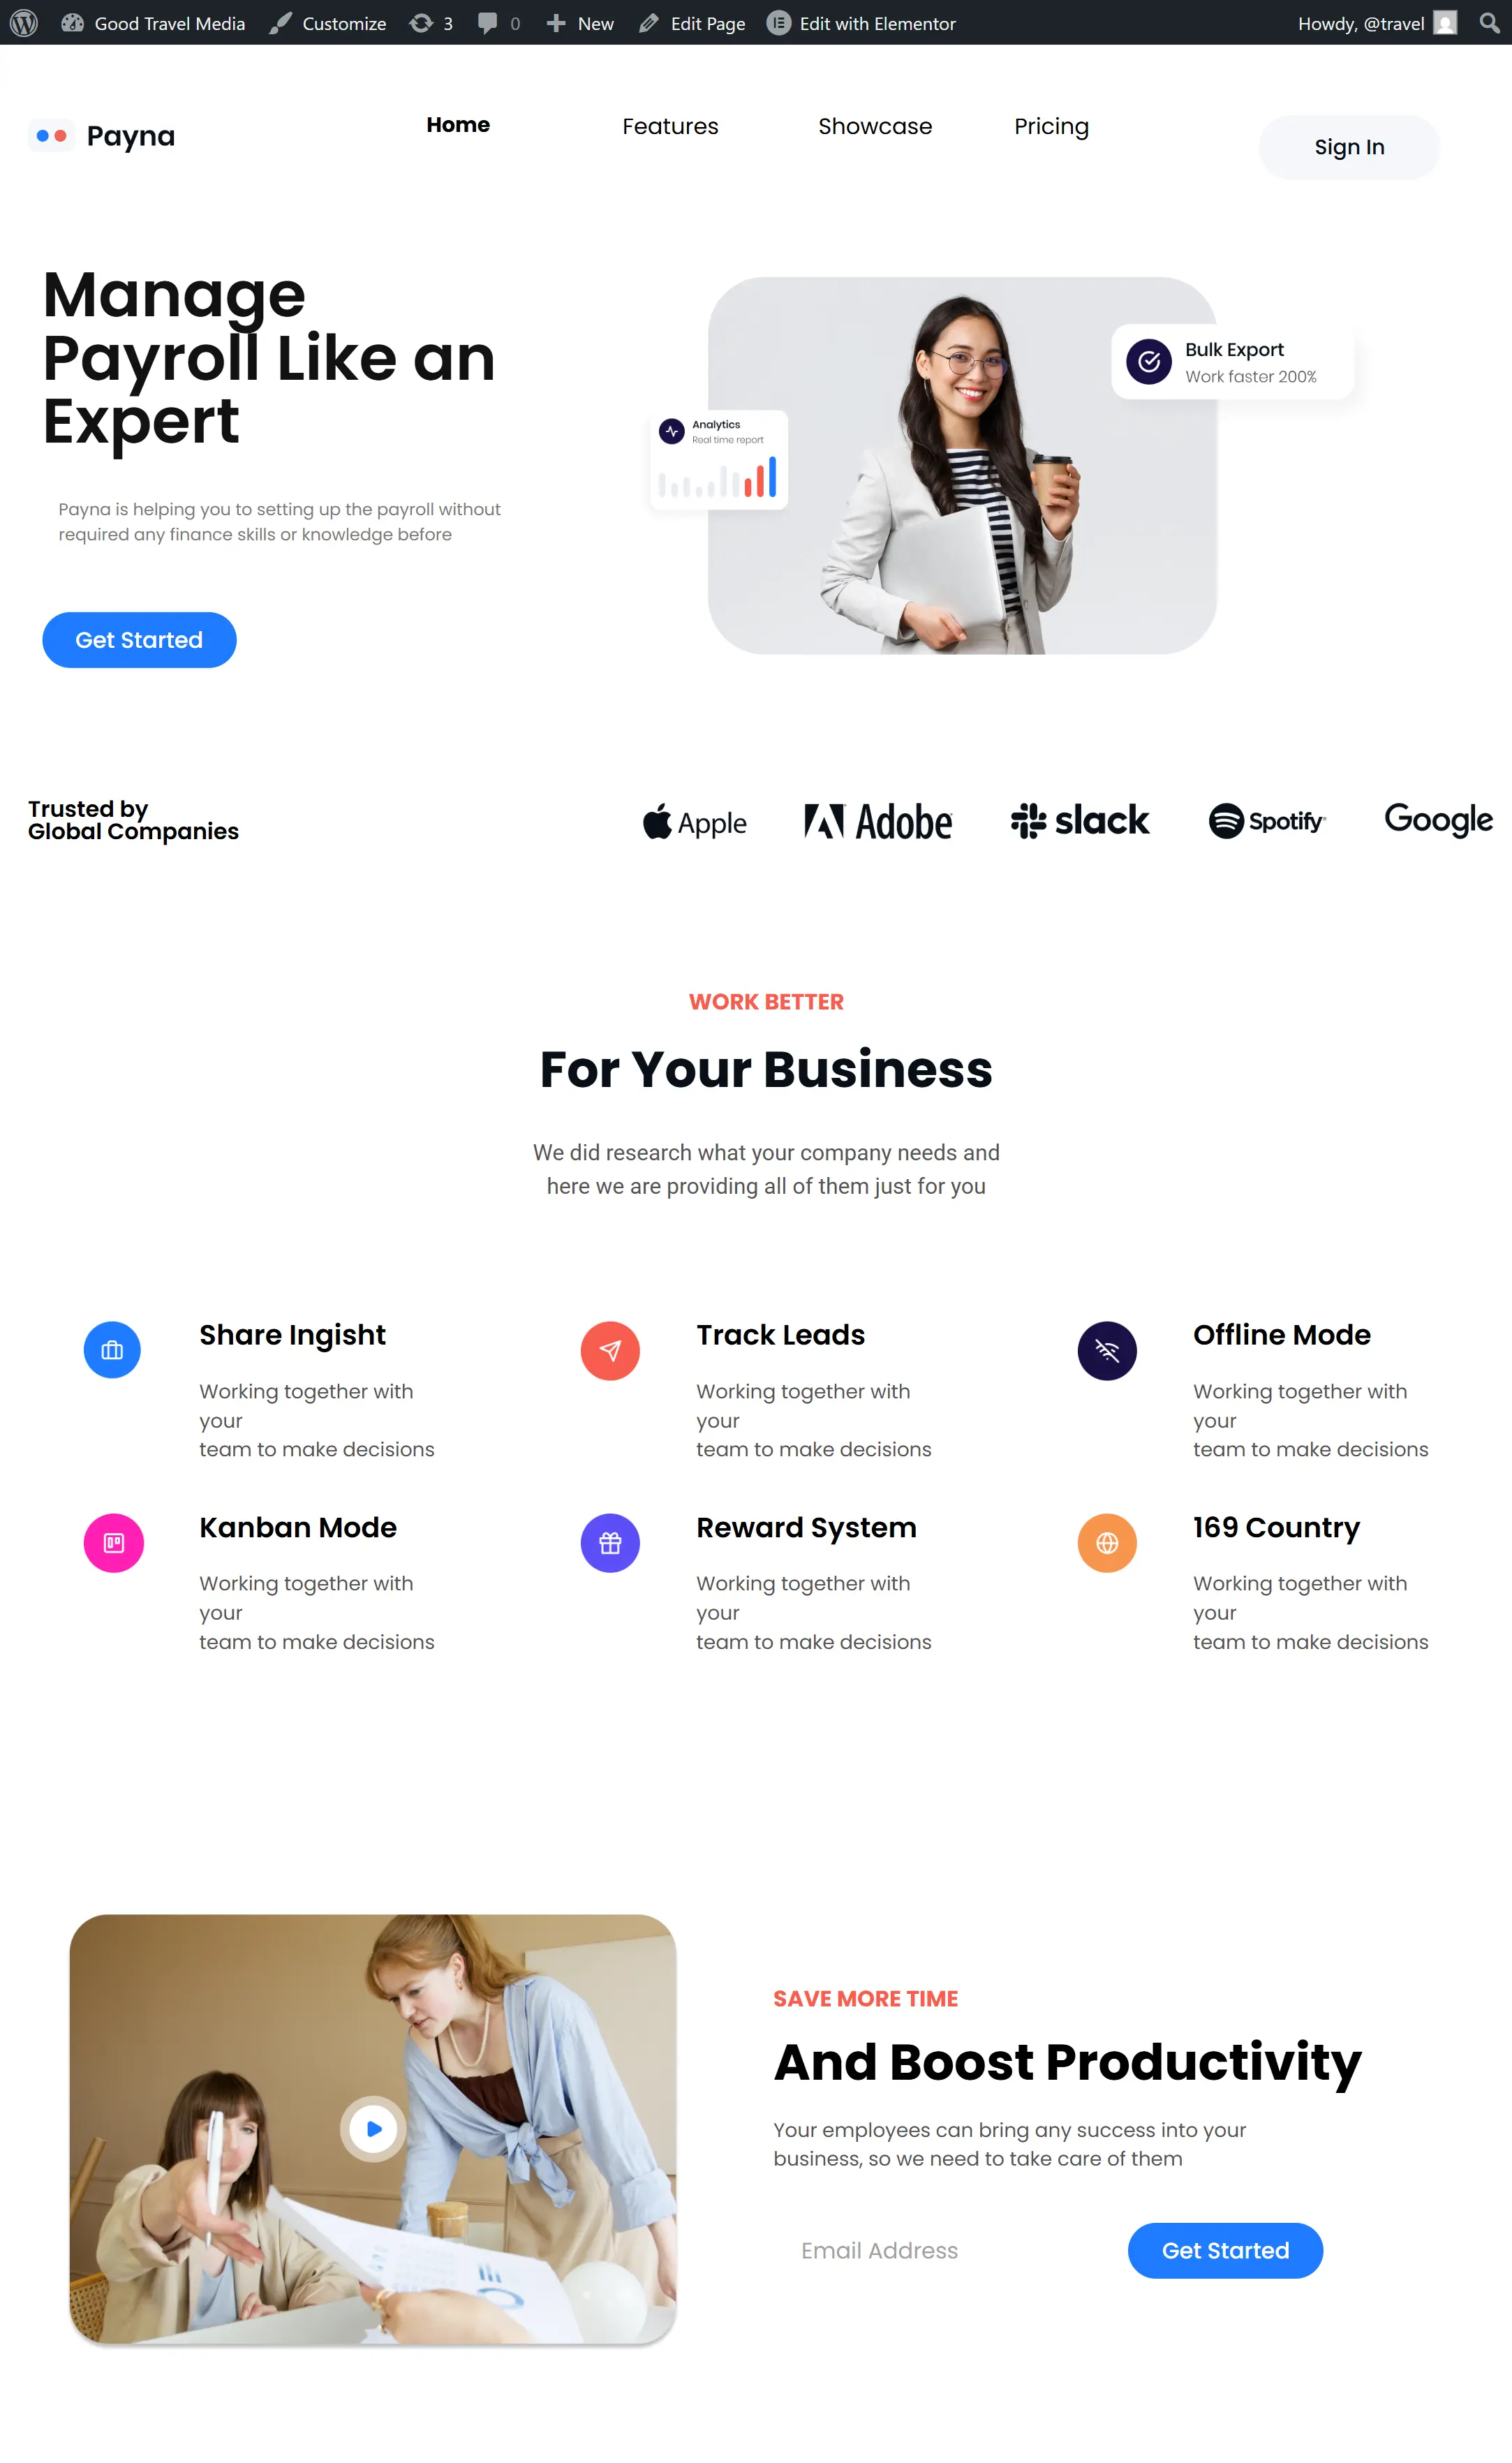 Good Travel Media Customize 3 0 New Edit Page Edit with Elementor Howdy, @travel
Payna Home Features Showcase Pricing Sign In
Manage
Payroll Like an
Expert
Payna is helping you to setting up the payroll without
required any finance skills or knowledge before
Get Started
Analytics
Real time report
Bulk Export
Work faster 200%
Trusted by
Global Companies
Apple Adobe slack Spotify Google
WORK BETTER
For Your Business
We did research what your company needs and
here we are providing all of them just for you
Share Ingisht
Working together with
your
team to make decisions
Track Leads
Working together with
your
team to make decisions
Offline Mode
Working together with
your
team to make decisions
Kanban Mode
Working together with
your
team to make decisions
Reward System
Working together with
your
team to make decisions
169 Country
Working together with
your
team to make decisions
SAVE MORE TIME
And Boost Productivity
Your employees can bring any success into your
business, so we need to take care of them
Email Address Get Started